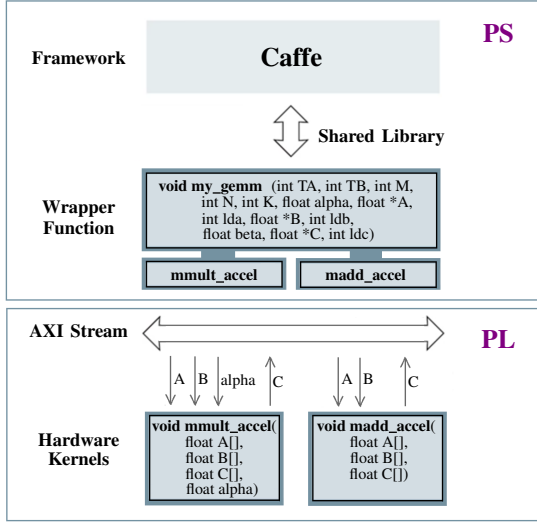 PS
Framework
Caffe
Shared Library
Wrapper
Function
void my_gemm (int TA, int TB, int M,
int N, int K, float alpha, float *A,
int lda, float *B, int ldb,
float beta, float *C, int ldc)
mmult_accel
madd_accel
AXI Stream
PL
A
B
alpha
C
A
B
C
Hardware
Kernels
void mmult_accel(
float A[],
float B[],
float C[],
float alpha)
void madd_accel(
float A[],
float B[],
float C[])